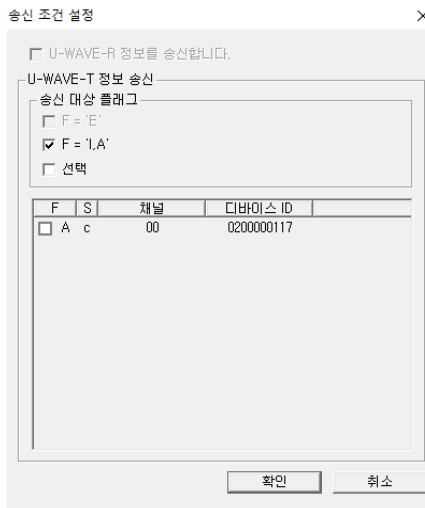 송신 조건 설정
U-WAVE-R 정보를 송신합니다.
U-WAVE-T 정보 송신
송신 대상 플래그
F = 'E'
F = 'I,A'
선택
F S 채널 디바이스 ID
A c 00 0200000117
확인 취소